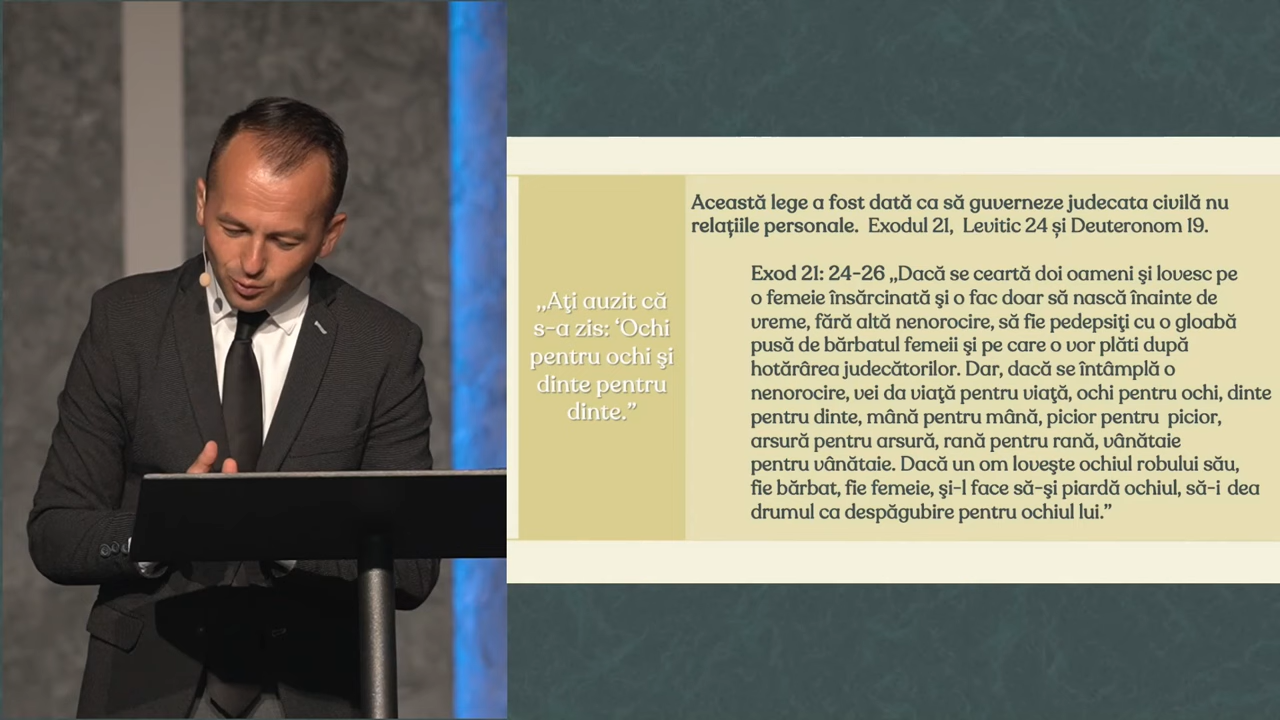 „Aţi auzit că
s-a zis: ‘Ochi
pentru ochi şi
dinte pentru
dinte.”
Această lege a fost dată ca să guverneze judecata civilă nu
relațiile personale. Exodul 21, Levitic 24 și Deuteronom 19.
Exod 21: 24-26 „Dacă se ceartă doi oameni şi lovesc pe
o femeie însărcinată şi o fac doar să nască înainte de
vreme, fără altă nenorocire, să fie pedepsiţi cu o gloabă
pusă de bărbatul femeii şi pe care o vor plăti după
hotărârea judecătorilor. Dar, dacă se întâmplă o
nenorocire, vei da viaţă pentru viaţă, ochi pentru ochi, dinte
pentru dinte, mână pentru mână, picior pentru picior,
arsură pentru arsură, rană pentru rană, vânătaie
pentru vânătaie. Dacă un om loveşte ochiul robului său,
fie bărbat, fie femeie, şi-l face să-şi piardă ochiul, să-i dea
drumul ca despăgubire pentru ochiul lui.”